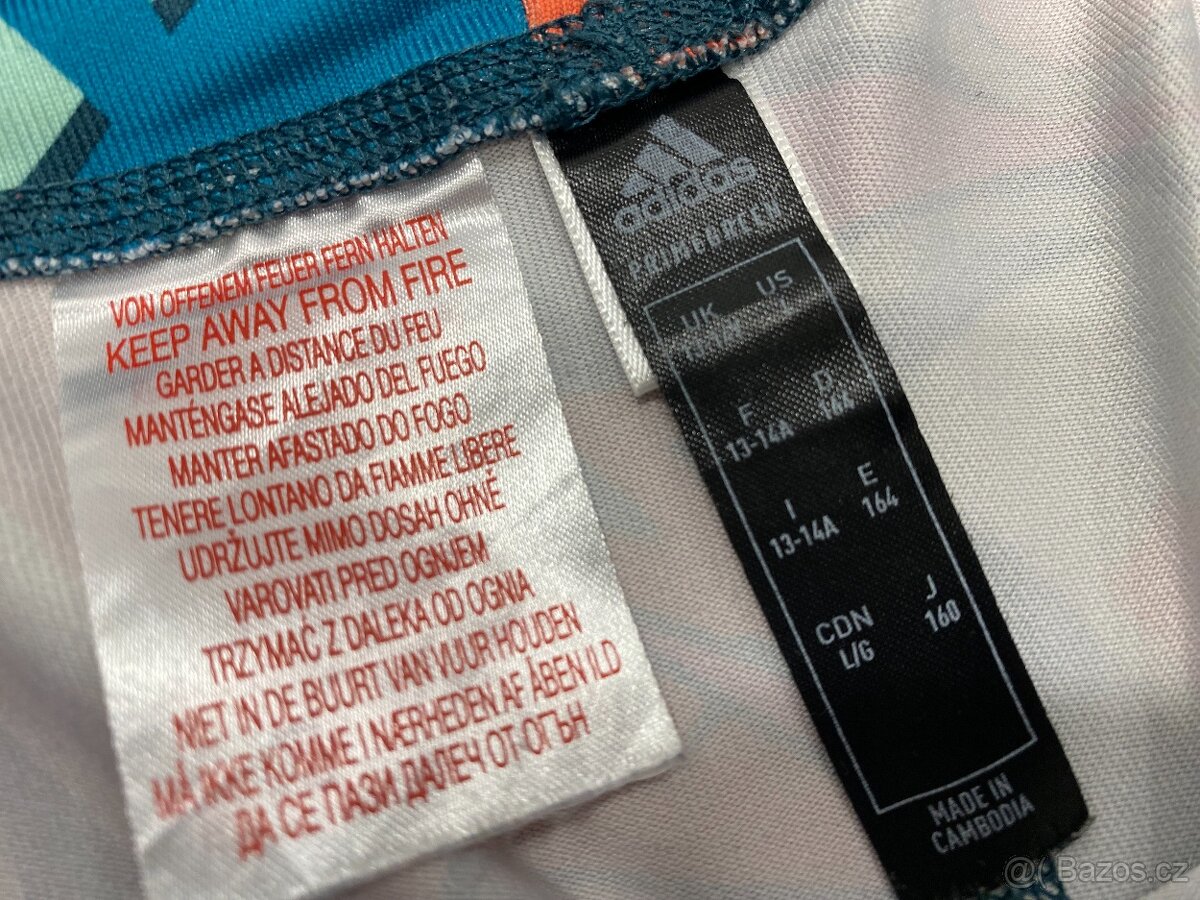 VON OFFENEM FEUER FERN HALTEN
KEEP AWAY FROM FIRE
GARDER A DISTANCE DU FEU
MANTÉNGASE ALEJADO DEL FUEGO
MANTER AFASTADO DO FOGO
TENERE LONTANO DA FIAMME LIBERE
UDRŽUJTE MIMO DOSAH OHNĚ
VAROVATI PRED OGNJEM
TRZYMAĆ Z DALEKA OD OGNIA
NIET IN DE BUURT VAN VUUR HOUDEN
MÅ IKKE KOMME I NÆRHEDEN AF ÅBEN ILD
ДА СЕ ПАЗИ ДАЛЕЧ ОТ ОГЪН
adidas
PRIMEGREEN
UK US
F D
13-14A 164
I E
13-14A 164
CDN J
L/G 160
MADE IN
CAMBODIA
Bazos.cz